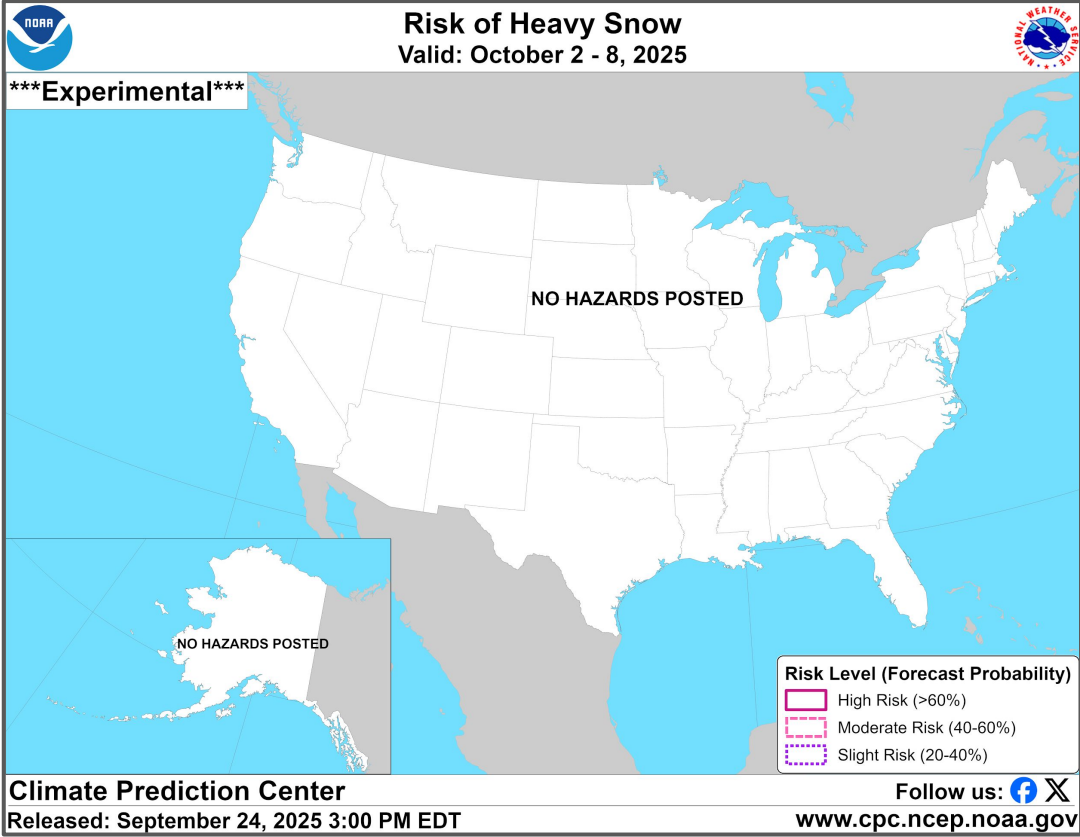 NOAA
Risk of Heavy Snow
Valid: October 2 - 8, 2025
NATIONAL WEATHER SERVICE
***Experimental***
NO HAZARDS POSTED
NO HAZARDS POSTED
Risk Level (Forecast Probability)
High Risk (>60%)
Moderate Risk (40-60%)
Slight Risk (20-40%)
Climate Prediction Center
Follow us:
Released: September 24, 2025 3:00 PM EDT
www.cpc.ncep.noaa.gov